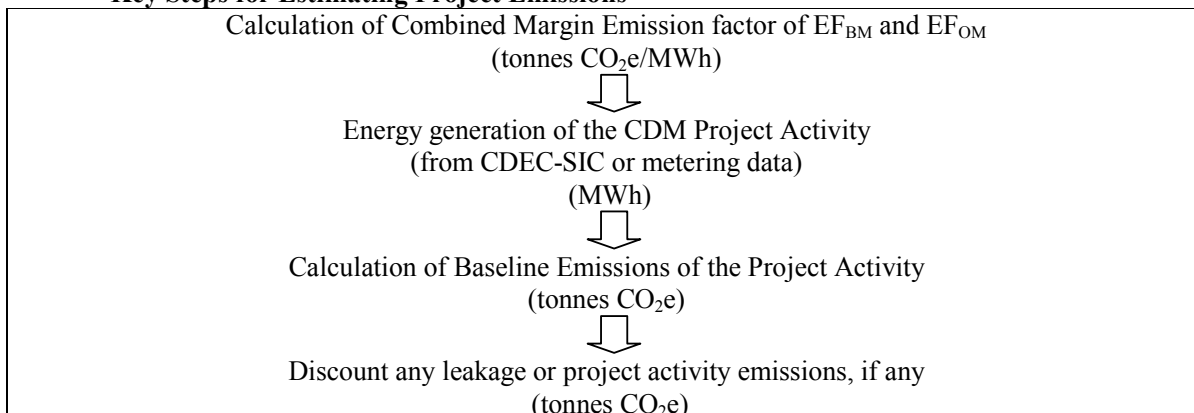 Key Steps for Estimating Project Emissions
Calculation of Combined Margin Emission factor of EF_BM and EF_OM
(tonnes CO₂e/MWh)
Energy generation of the CDM Project Activity
(from CDEC-SIC or metering data)
(MWh)
Calculation of Baseline Emissions of the Project Activity
(tonnes CO₂e)
Discount any leakage or project activity emissions, if any
(tonnes CO₂e)